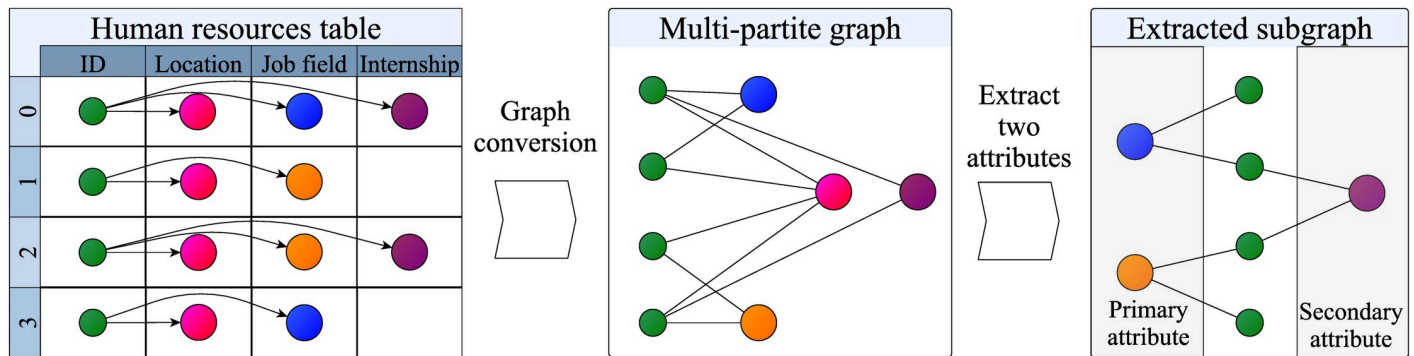 Human resources table
ID Location Job field Internship
0
1
2
3
Graph
conversion
Multi-partite graph
Extract
two
attributes
Extracted subgraph
Primary
attribute
Secondary
attribute